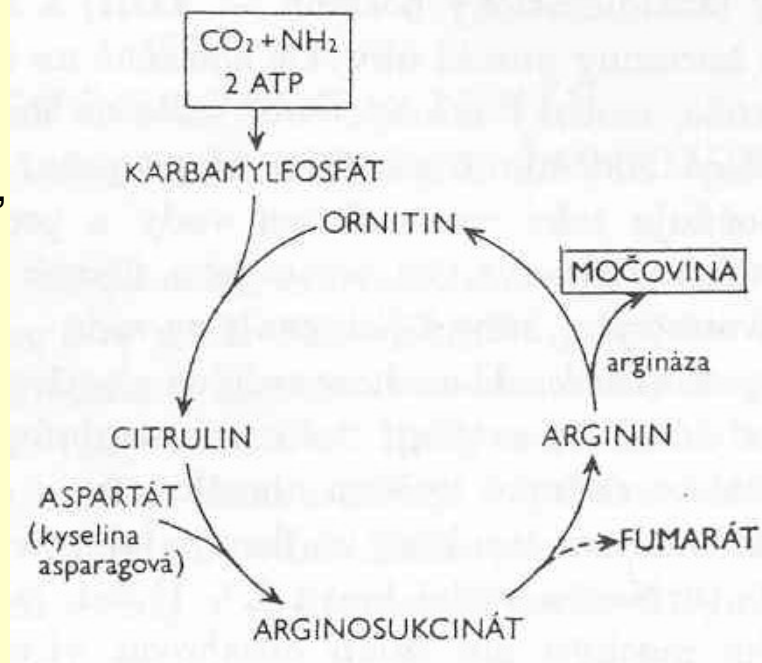 CO₂ + NH₂
2 ATP
KARBAMYLFOSFÁT
ORNITIN
MOČOVINA
argináza
CITRULIN
ARGININ
ASPARTÁT
(kyselina
asparagová)
FUMARÁT
ARGINOSUKCINÁT